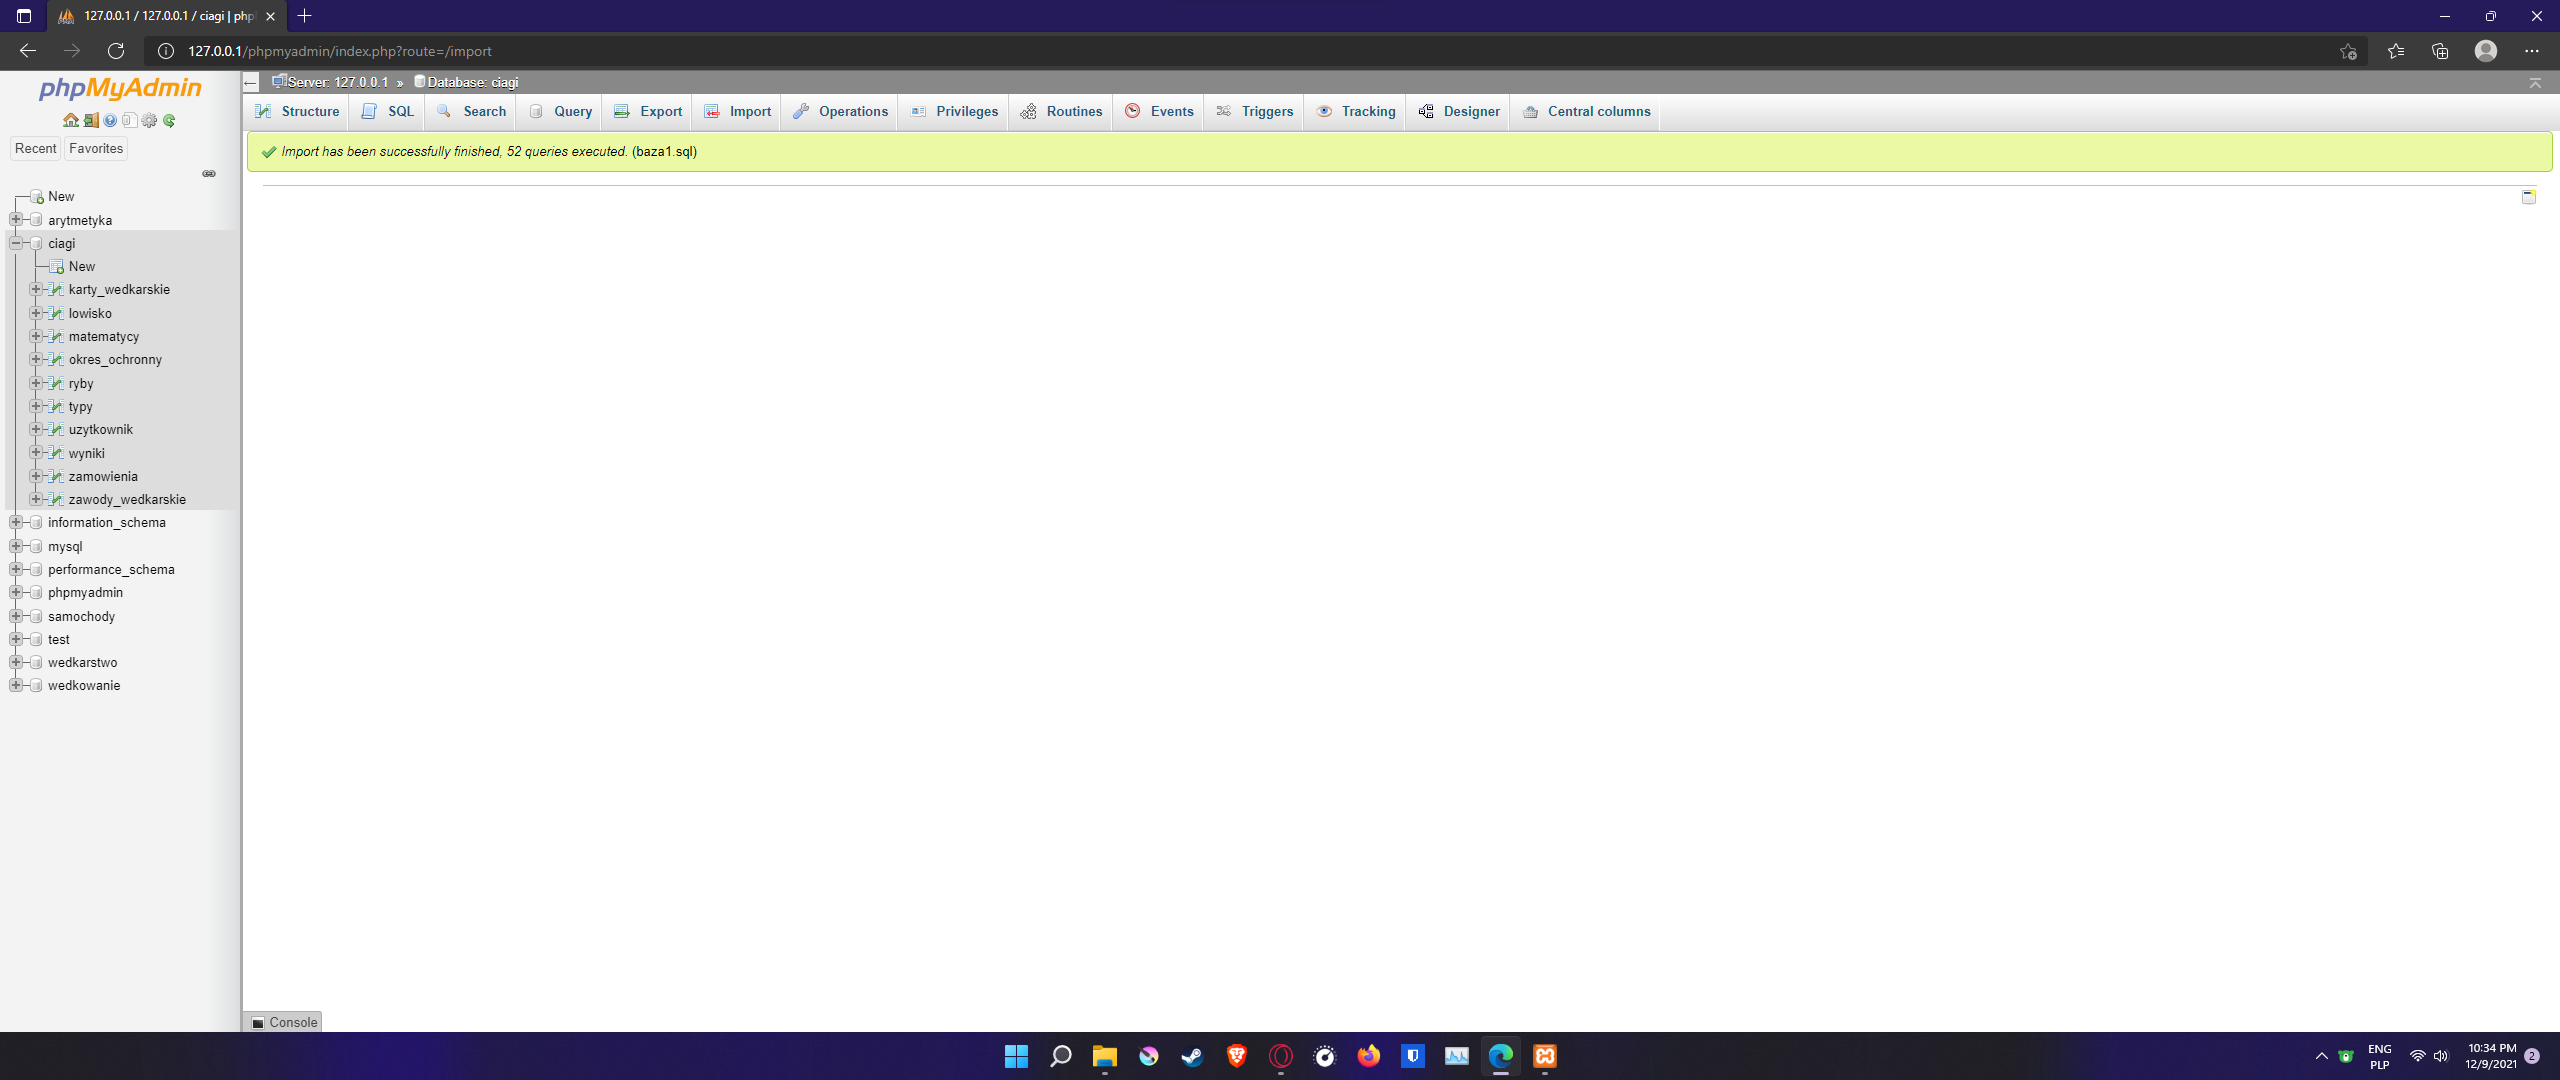 127.0.0.1 / 127.0.0.1 / ciagi | php
127.0.0.1/phpmyadmin/index.php?route=/import
phpMyAdmin
Recent
Favorites
New
arytmetyka
ciagi
New
karty_wedkarskie
lowisko
matematycy
okres_ochronny
ryby
typy
uzytkownik
wyniki
zamowienia
zawody_wedkarskie
information_schema
mysql
performance_schema
phpmyadmin
samochody
test
wedkarstwo
wedkowanie
Server: 127.0.0.1 » Database: ciagi
Structure SQL Search Query Export Import Operations Privileges Routines Events Triggers Tracking Designer Central columns
Import has been successfully finished, 52 queries executed. (baza1.sql)
Console
ENG
PLP
10:34 PM
12/9/2021
2